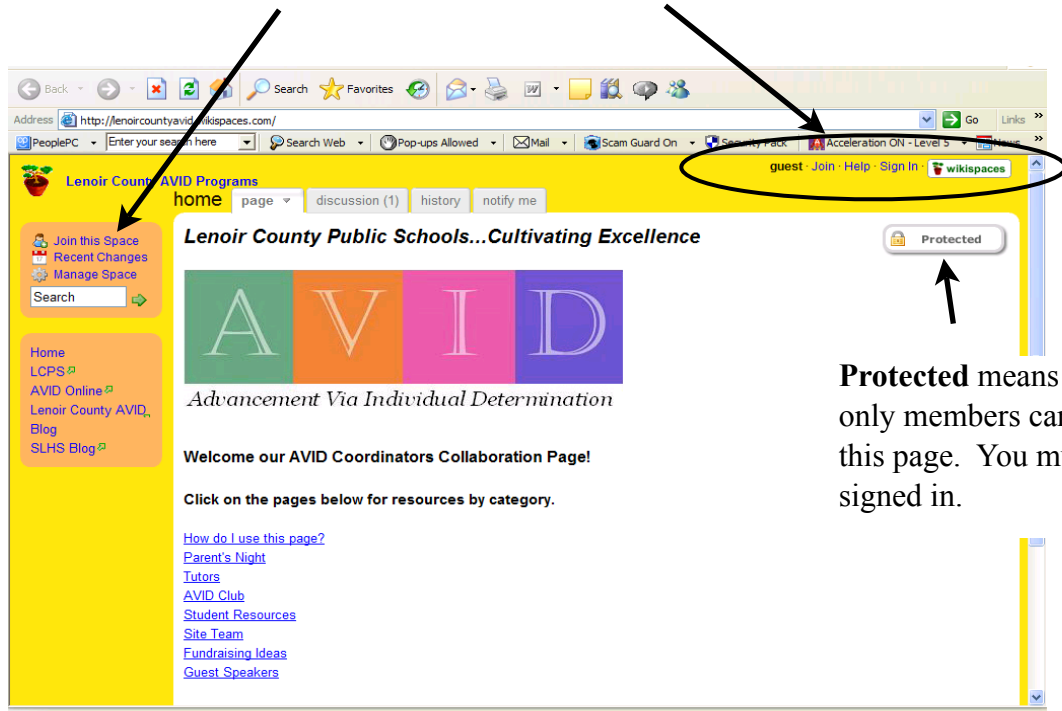 Back Search Favorites
Address http://lenoircountyavid.wikispaces.com/ Go Links »
PeoplePC Enter your search here Search Web Pop-ups Allowed Mail Scam Guard On Security Pack Acceleration ON - Level 5 News »
guest · Join · Help · Sign In · wikispaces
Lenoir County AVID Programs
home page discussion (1) history notify me
Join this Space
Recent Changes
Manage Space
Search
Home
LCPS
AVID Online
Lenoir County AVID
Blog
SLHS Blog
Lenoir County Public Schools...Cultivating Excellence
Protected
AVID
Advancement Via Individual Determination
Welcome our AVID Coordinators Collaboration Page!
Click on the pages below for resources by category.
How do I use this page?
Parent's Night
Tutors
AVID Club
Student Resources
Site Team
Fundraising Ideas
Guest Speakers
Protected means
only members
this page. You
signed in.